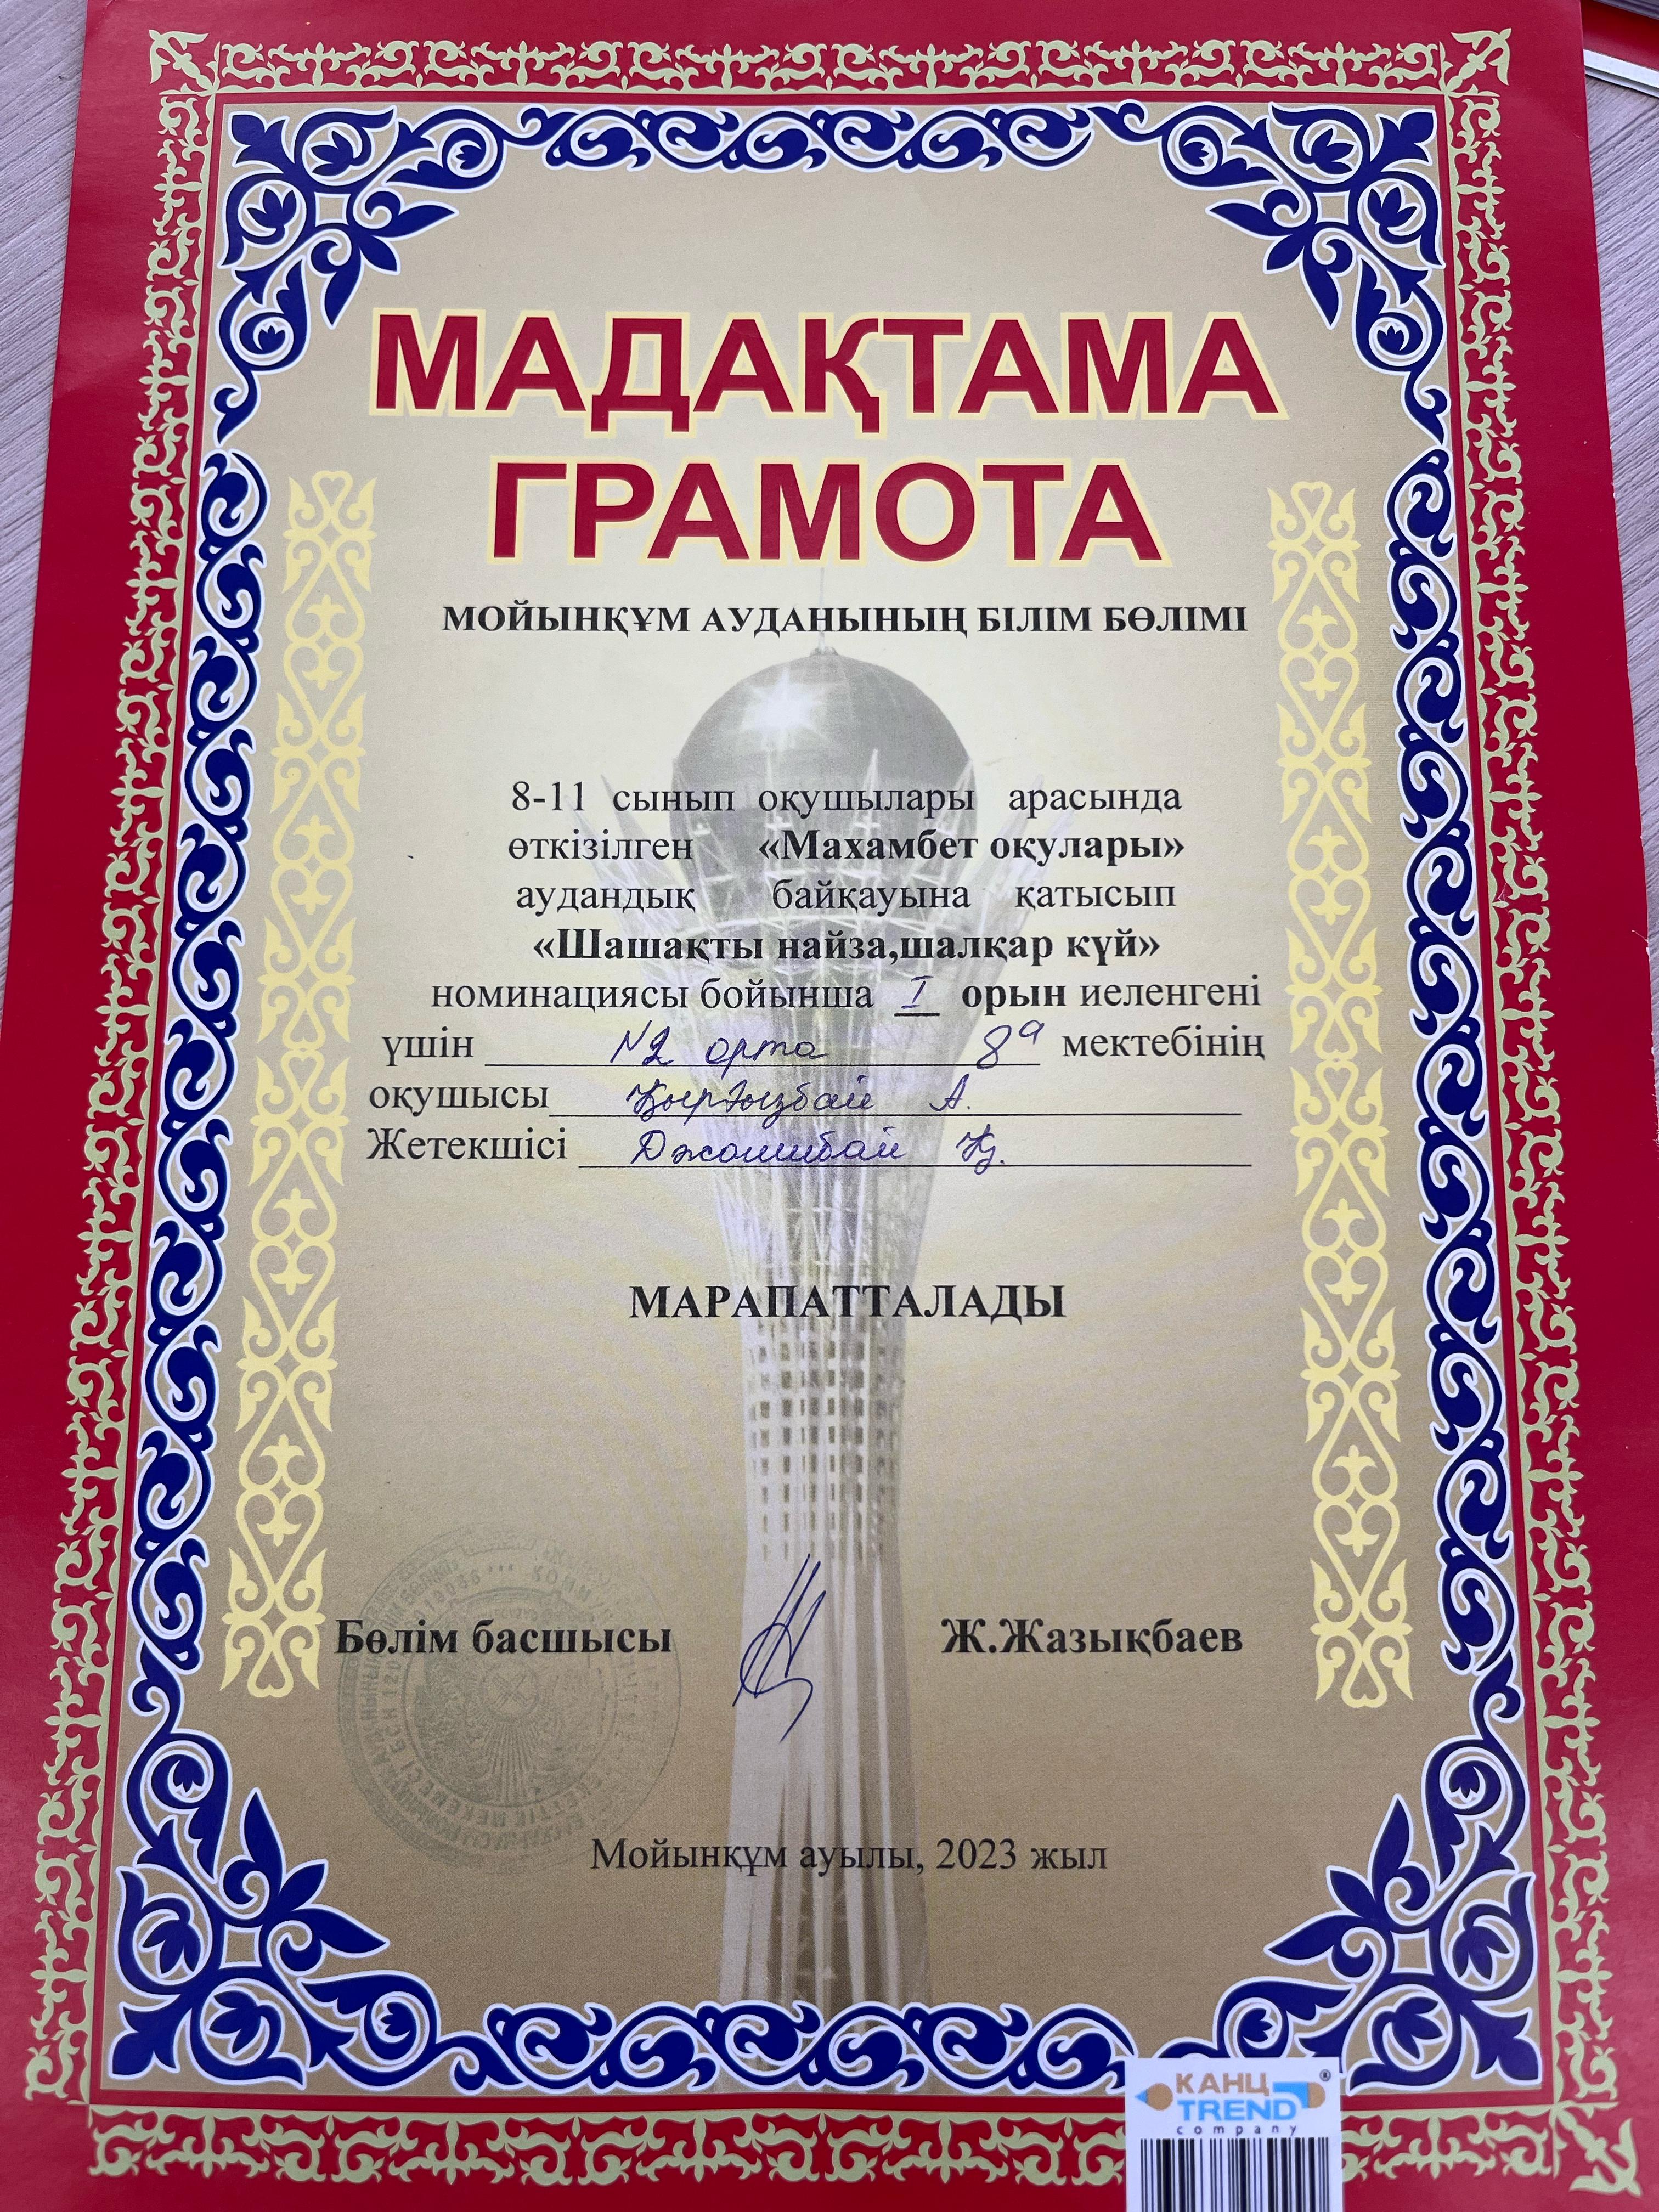 МАДАҚТАМА
ГРАМОТА
МОЙЫНҚҰМ АУДАНЫНЫҢ БІЛІМ БӨЛІМІ
8-11 сынып оқушылары арасында
өткізілген «Махамбет оқулары»
аудандық байқауына қатысып
«Шашақты найза,шалқар күй»
номинациясы бойынша I орын иеленгені
үшін №2 орта 8а мектебінің
оқушысы Қырғызбай А.
Жетекшісі Джошибай Қ.
МАРАПАТТАЛАДЫ
Бөлім басшысы Ж.Жазықбаев
Мойынқұм ауылы, 2023 жыл
КАНЦ
TREND
company